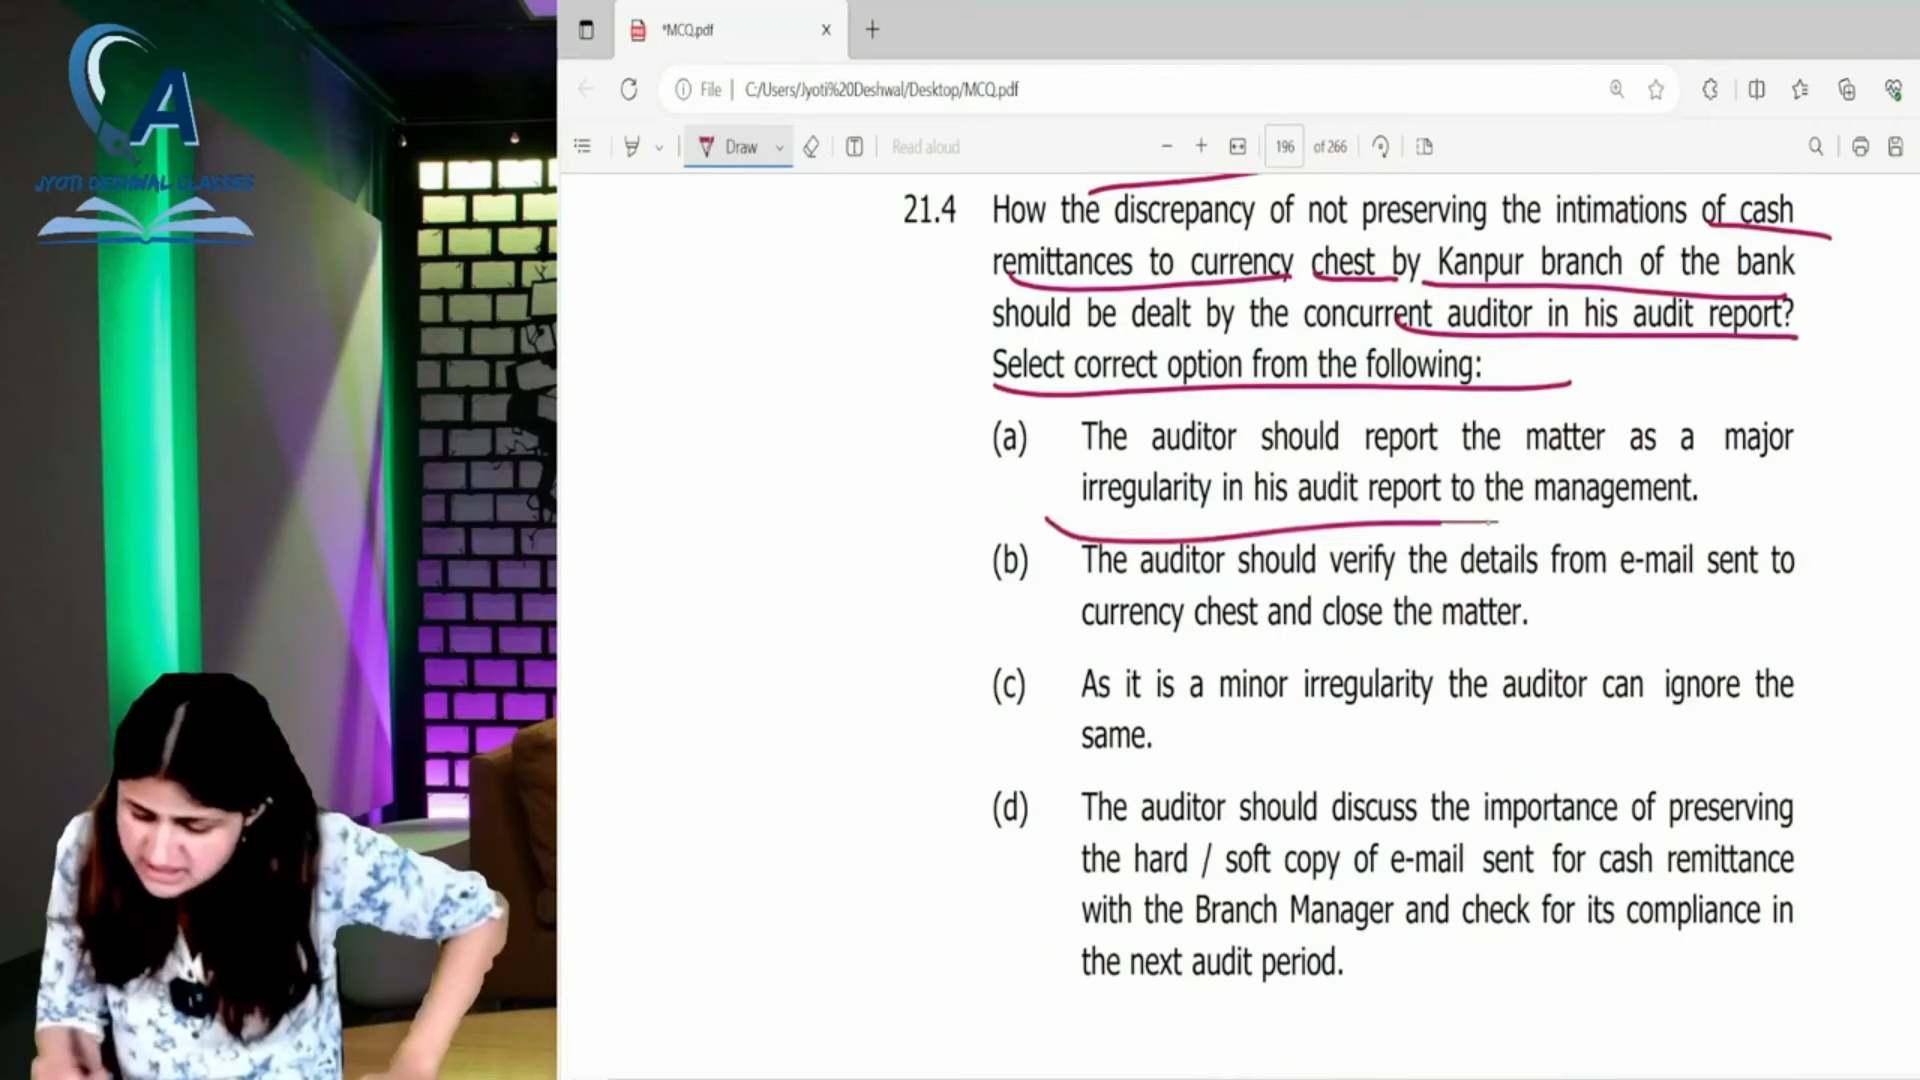 A
JYOTI DESHWAL CLASSES
*MCQ.pdf
File | C:/Users/Jyoti%20Deshwal/Desktop/MCQ.pdf
Draw
Read aloud
196 of 266
21.4 How the discrepancy of not preserving the intimations of cash
remittances to currency chest by Kanpur branch of the bank
should be dealt by the concurrent auditor in his audit report?
Select correct option from the following:
(a) The auditor should report the matter as a major
irregularity in his audit report to the management.
(b) The auditor should verify the details from e-mail sent to
currency chest and close the matter.
(c) As it is a minor irregularity the auditor can ignore the
same.
(d) The auditor should discuss the importance of preserving
the hard / soft copy of e-mail sent for cash remittance
with the Branch Manager and check for its compliance in
the next audit period.